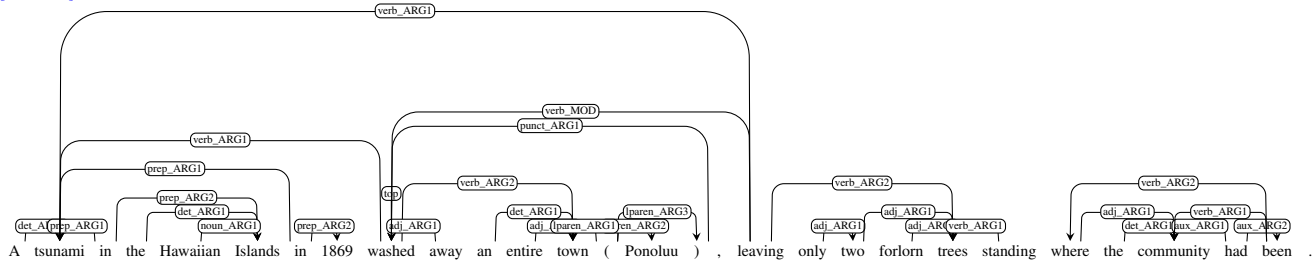 verb_ARG1
verb_MOD
punct_ARG1
verb_ARG1
prep_ARG1
top verb_ARG2 verb_ARG2 verb_ARG2
prep_ARG2
det_ARG1 det_ARG1 lparen_ARG3 adj_ARG1 adj_ARG1 verb_ARG1
prep_ARG1 noun_ARG1 prep_ARG2 adj_ARG1 lparen_ARG1 adj_ARG1 verb_ARG1 det_ARG1 aux_ARG1 aux_ARG2
A tsunami in the Hawaiian Islands in 1869 washed away an entire town ( Ponoluu ) , leaving only two forlorn trees standing where the community had been .